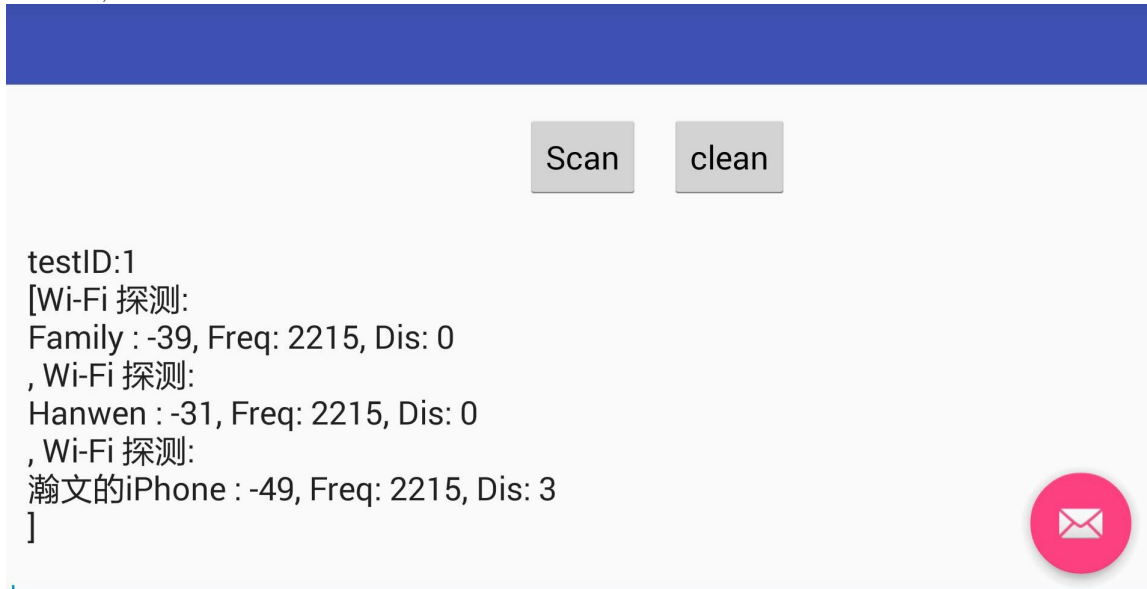 Scan clean
testID:1
[Wi-Fi 探测:
Family : -39, Freq: 2215, Dis: 0
, Wi-Fi 探测:
Hanwen : -31, Freq: 2215, Dis: 0
, Wi-Fi 探测:
瀚文的iPhone : -49, Freq: 2215, Dis: 3
]